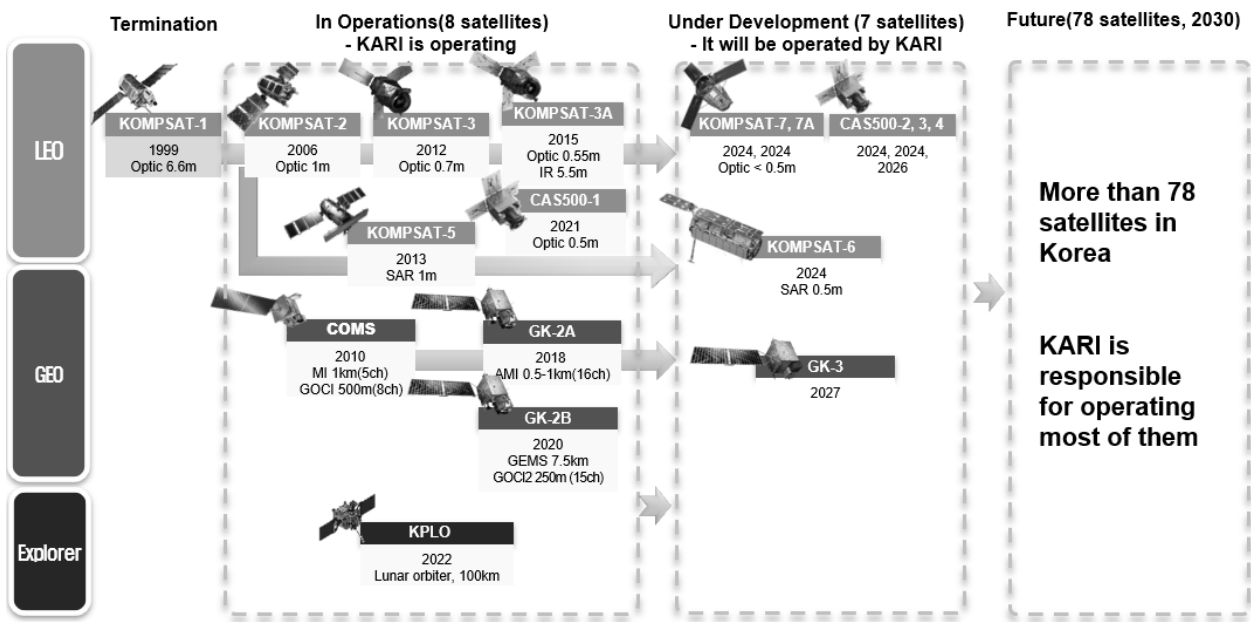 Termination
In Operations(8 satellites)
- KARI is operating
Under Development (7 satellites)
- It will be operated by KARI
Future(78 satellites, 2030)
LEO
KOMPSAT-1
1999
Optic 6.6m
KOMPSAT-2
2006
Optic 1m
KOMPSAT-3
2012
Optic 0.7m
KOMPSAT-3A
2015
Optic 0.55m
IR 5.5m
CAS500-1
2021
Optic 0.5m
KOMPSAT-5
2013
SAR 1m
KOMPSAT-7, 7A
2024, 2024
Optic < 0.5m
CAS500-2, 3, 4
2024, 2024,
2026
KOMPSAT-6
2024
SAR 0.5m
GEO
COMS
2010
MI 1km(5ch)
GOCI 500m(8ch)
GK-2A
2018
AMI 0.5-1km(16ch)
GK-2B
2020
GEMS 7.5km
GOCI2 250m (15ch)
GK-3
2027
Explorer
KPLO
2022
Lunar orbiter, 100km
More than 78
satellites in
Korea
KARI is
responsible
for operating
most of them